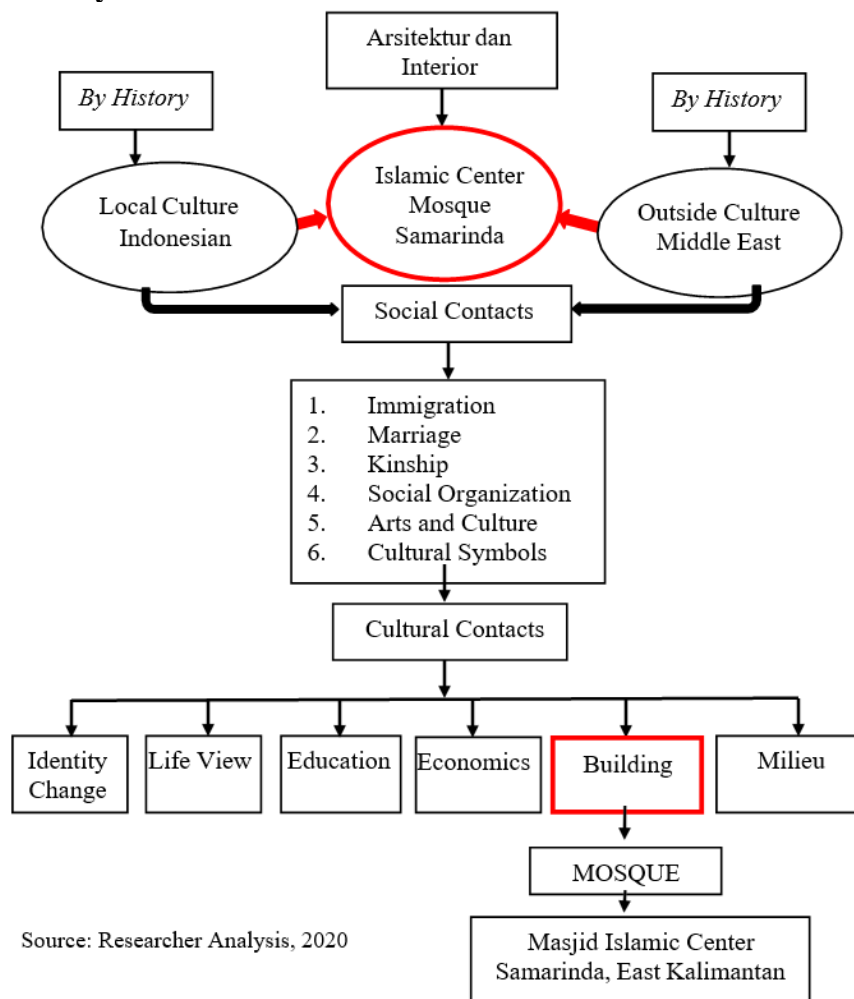 Arsitektur dan
Interior
By History
By History
Local Culture
Indonesian
Islamic Center
Mosque
Samarinda
Outside Culture
Middle East
Social Contacts
1. Immigration
2. Marriage
3. Kinship
4. Social Organization
5. Arts and Culture
6. Cultural Symbols
Cultural Contacts
Identity
Change
Life View
Education
Economics
Building
Milieu
MOSQUE
Source: Researcher Analysis, 2020
Masjid Islamic Center
Samarinda, East Kalimantan